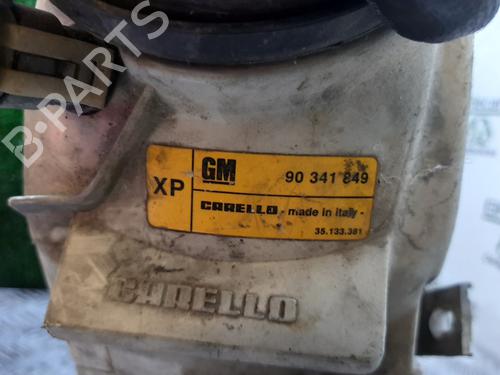 XP GM 90 341 849
CARELLO - made in Italy -
35.133.381
CARELLO
B-PARTS